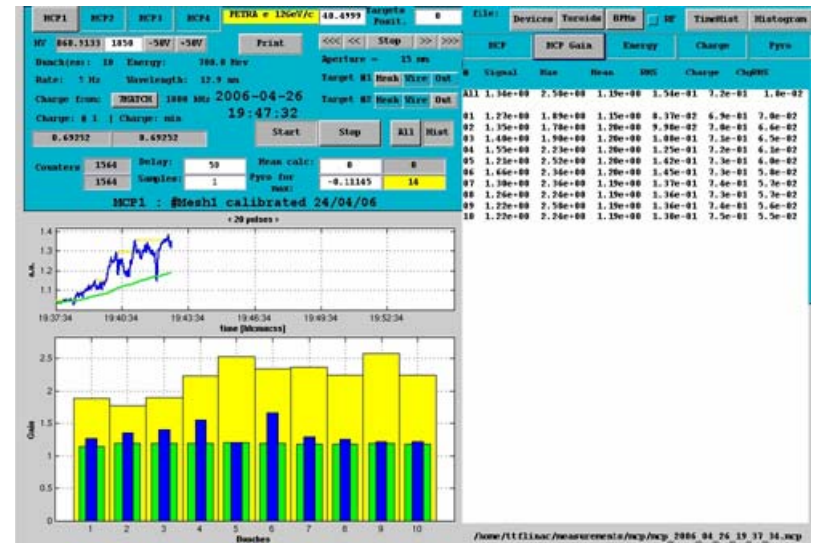 MCP1 MCP2 MCP3 MCP4 PETRA e 12GeV/c 40.4999 Targets Posit. 0
HV 868.9133 1850 -50V +50V Print <<< << Stop >> >>>
Bunch(es): 10 Energy: 700.0 Mev Aperture - 15 mm
Rate: 5 Hz Wavelength: 12.9 nm Target #1 Mesh Wire Out
Charge from: 7MATCH 1000 kHz 2006-04-26 Target #2 Mesh Wire Out
Charge: # 1 | Charge: min 19:47:32
0.69252 0.69252 Start Stop All Hist
Counters 1564 Delay: 50 Mean calc: 0 0
1564 Samples: 1 Pyro for max: -0.11145 14
MCP1 : #Mesh1 calibrated 24/04/06
< 20 pulses >
1.4
1.3
1.2
1.1
a.u.
19:37:34 19:40:34 19:43:34 19:46:34 19:49:34 19:52:34
time [hh:mm:ss]
2.5
2
1.5
1
0.5
0
Gain
1 2 3 4 5 6 7 8 9 10
Bunches
File: Devices Toroids BPMs RF TimeHist Histogram
MCP MCP Gain Energy Charge Pyro
# Signal Max Mean RMS Charge ChgRMS
All 1.34e+00 2.58e+00 1.19e+00 1.54e-01 7.2e-01 1.0e-02
01 1.27e+00 1.89e+00 1.15e+00 8.37e-02 6.9e-01 7.0e-02
02 1.35e+00 1.78e+00 1.20e+00 9.90e-02 7.0e-01 6.6e-02
03 1.40e+00 1.90e+00 1.20e+00 1.08e-01 7.1e-01 6.5e-02
04 1.55e+00 2.23e+00 1.20e+00 1.25e-01 7.2e-01 6.1e-02
05 1.21e+00 2.52e+00 1.20e+00 1.42e-01 7.3e-01 6.0e-02
06 1.66e+00 2.34e+00 1.20e+00 1.45e-01 7.3e-01 5.8e-02
07 1.30e+00 2.36e+00 1.19e+00 1.37e-01 7.4e-01 5.7e-02
08 1.26e+00 2.24e+00 1.19e+00 1.36e-01 7.3e-01 5.7e-02
09 1.22e+00 2.58e+00 1.19e+00 1.36e-01 7.4e-01 5.6e-02
10 1.22e+00 2.24e+00 1.19e+00 1.30e-01 7.5e-01 5.5e-02
/home/ttflinac/measurements/mcp/mcp_2006_04_26_19_37_34.mcp